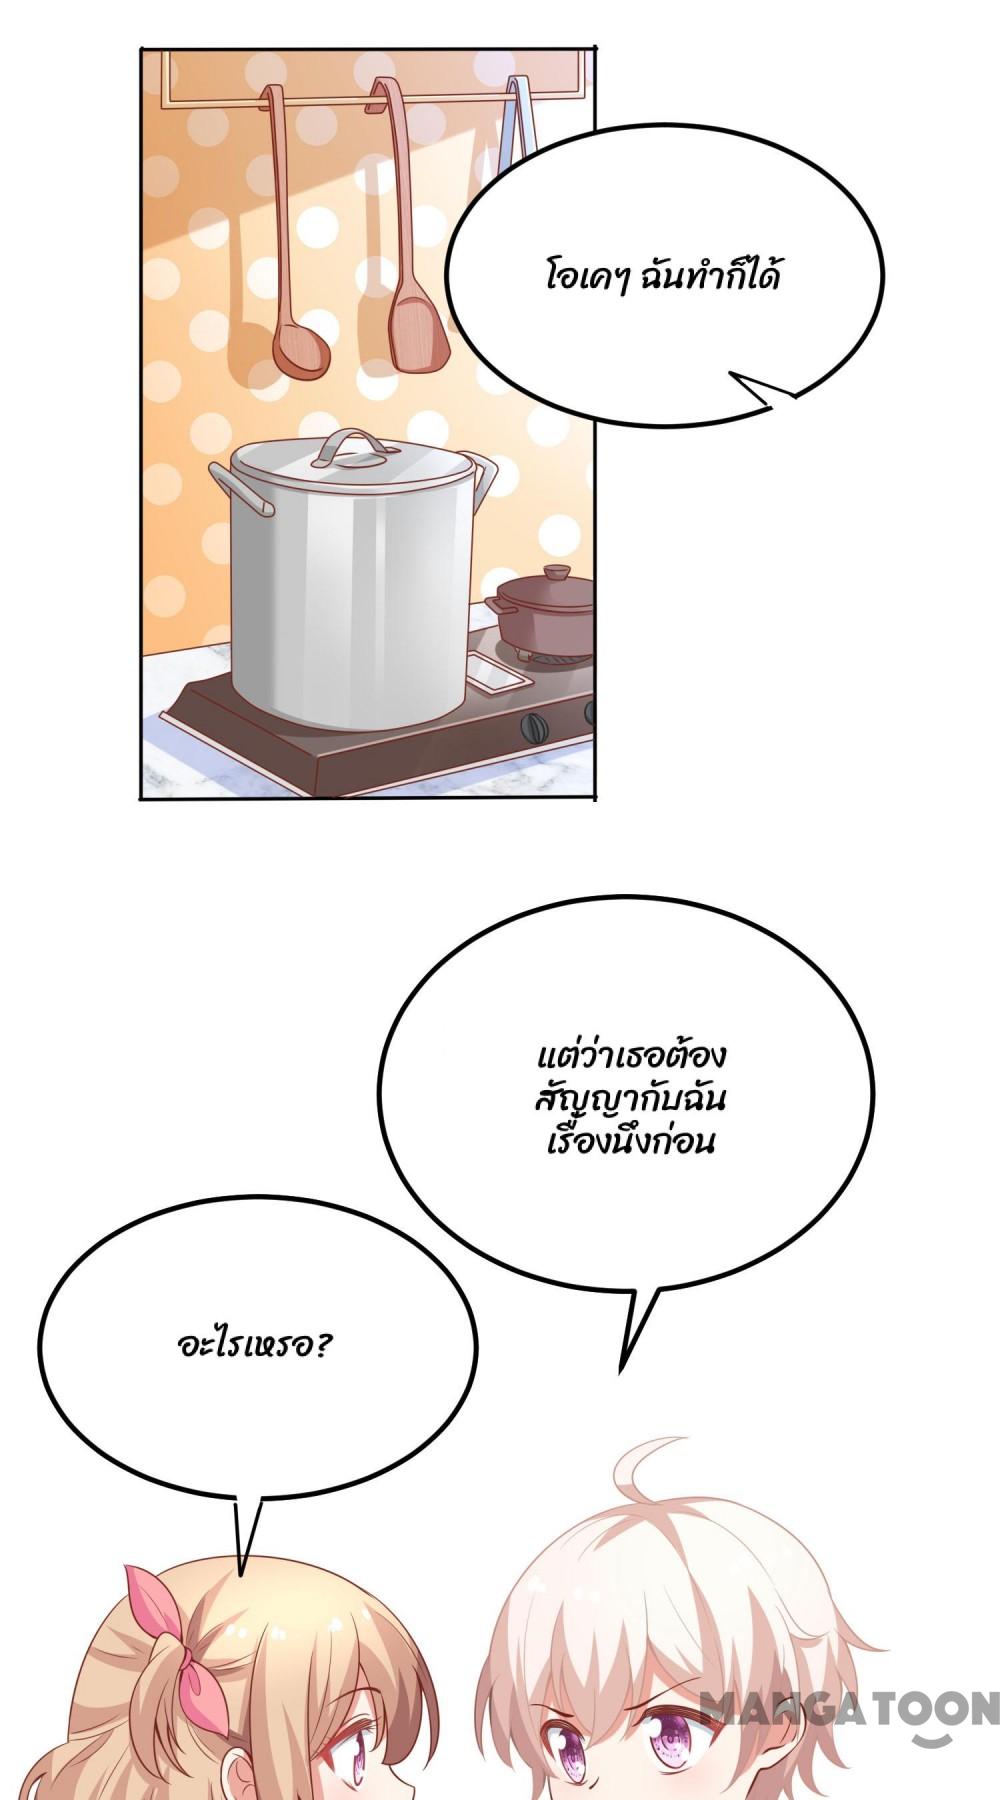 โอเคๆ ฉันทำก็ได้
แต่ว่าเธอต้อง
สัญญากับฉัน
เรื่องนึงก่อน
อะไรเหรอ?
MANGATOON